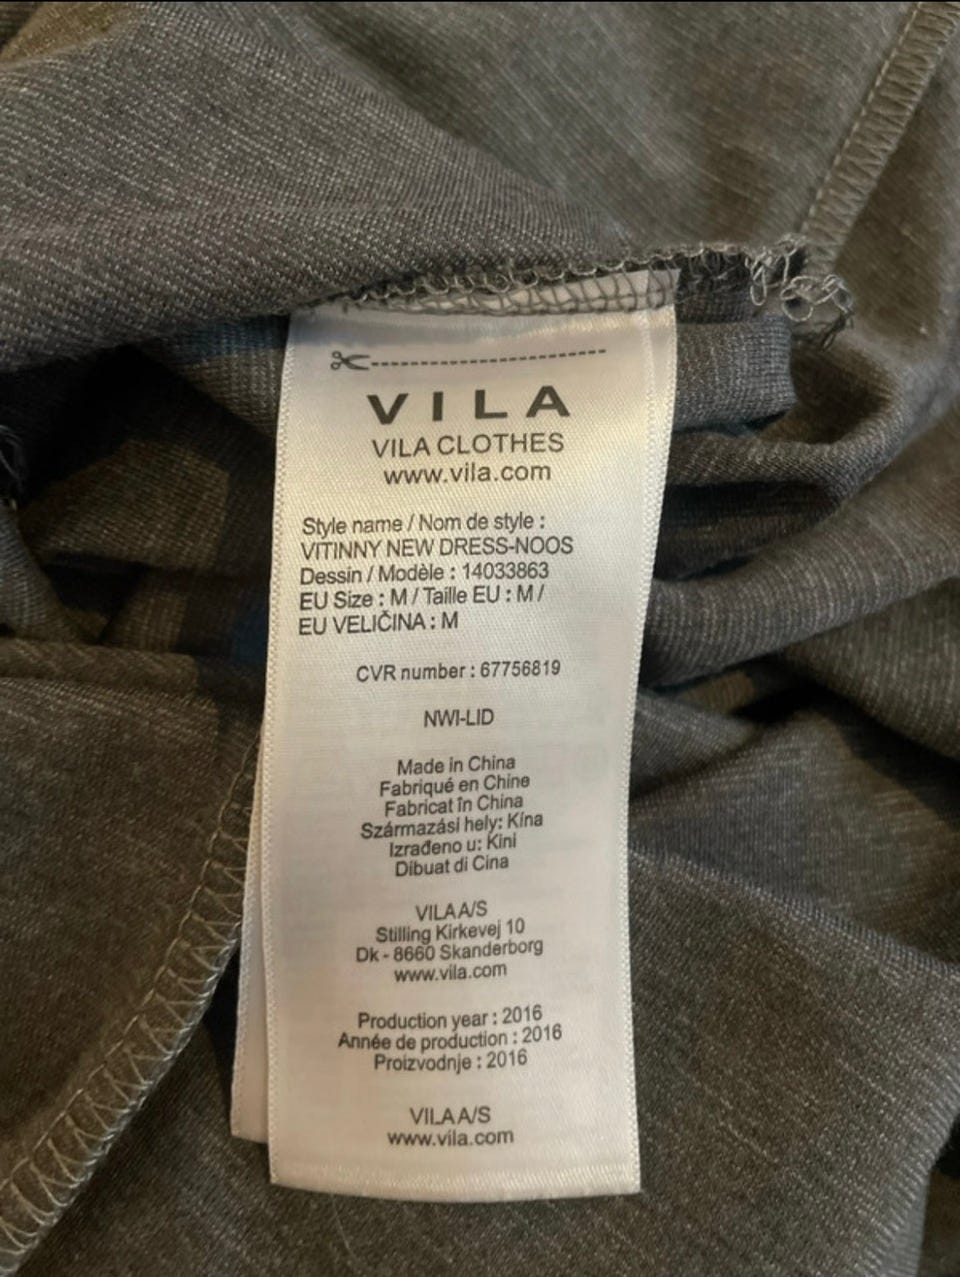 VILA
VILA CLOTHES
www.vila.com
Style name / Nom de style :
VITINNY NEW DRESS-NOOS
Dessin / Modèle : 14033863
EU Size : M / Taille EU : M /
EU VELIČINA : M
CVR number : 67756819
NWI-LID
Made in China
Fabriqué en Chine
Fabricat în China
Származási hely: Kína
Izrađeno u: Kini
Dibuat di Cina
VILA A/S
Stilling Kirkevej 10
Dk - 8660 Skanderborg
www.vila.com
Production year : 2016
Année de production : 2016
Proizvodnje : 2016
VILA A/S
www.vila.com